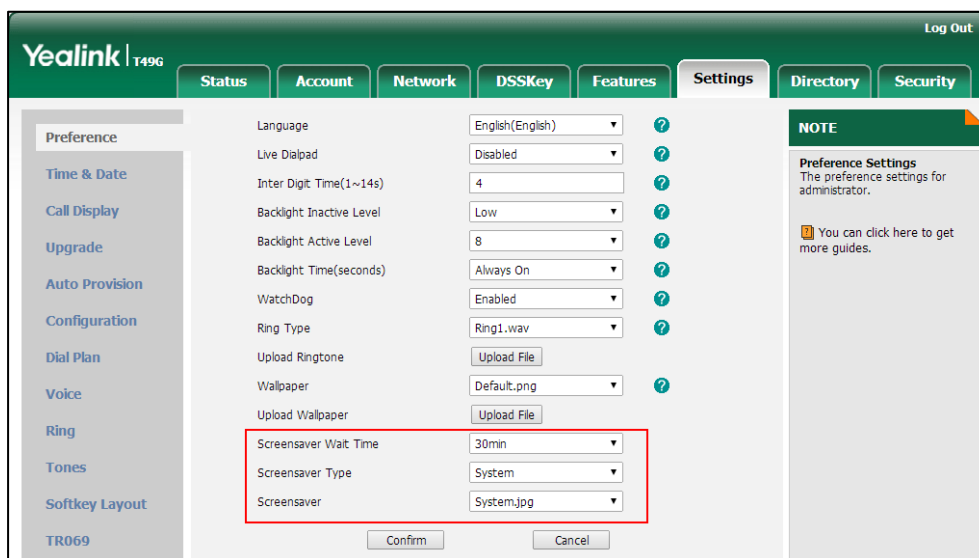 Log Out
Yealink T49G
Status Account Network DSSKey Features Settings Directory Security
Preference
Time & Date
Call Display
Upgrade
Auto Provision
Configuration
Dial Plan
Voice
Ring
Tones
Softkey Layout
TR069
Language English(English) ?
Live Dialpad Disabled ?
Inter Digit Time(1~14s) 4 ?
Backlight Inactive Level Low ?
Backlight Active Level 8 ?
Backlight Time(seconds) Always On ?
WatchDog Enabled ?
Ring Type Ring1.wav ?
Upload Ringtone Upload File
Wallpaper Default.png ?
Upload Wallpaper Upload File
Screensaver Wait Time 30min
Screensaver Type System
Screensaver System.jpg
Confirm Cancel
NOTE
Preference Settings
The preference settings for
administrator.
? You can click here to get
more guides.